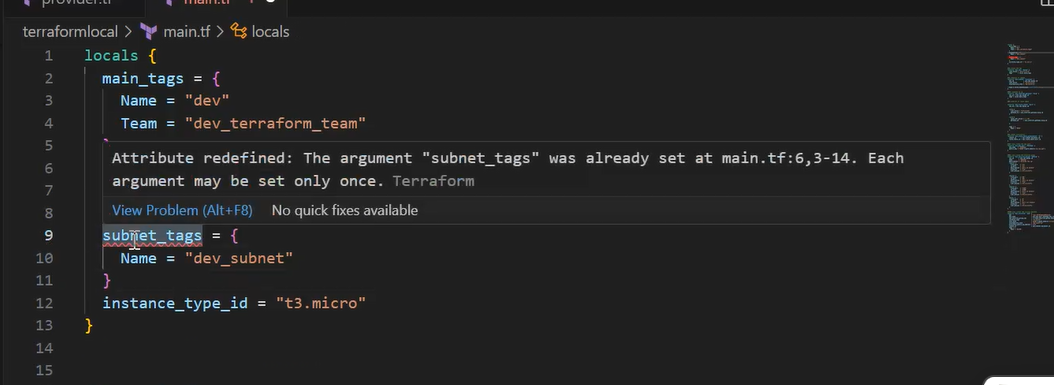 provider.tf
main.tf
terraformlocal > main.tf > locals
1 locals {
2 main_tags = {
3 Name = "dev"
4 Team = "dev_terraform_team"
5
Attribute redefined: The argument "subnet_tags" was already set at main.tf:6,3-14. Each
6
argument may be set only once. Terraform
7
8 View Problem (Alt+F8) No quick fixes available
9 subnet_tags = {
10 Name = "dev_subnet"
11 }
12 instance_type_id = "t3.micro"
13 }
14
15